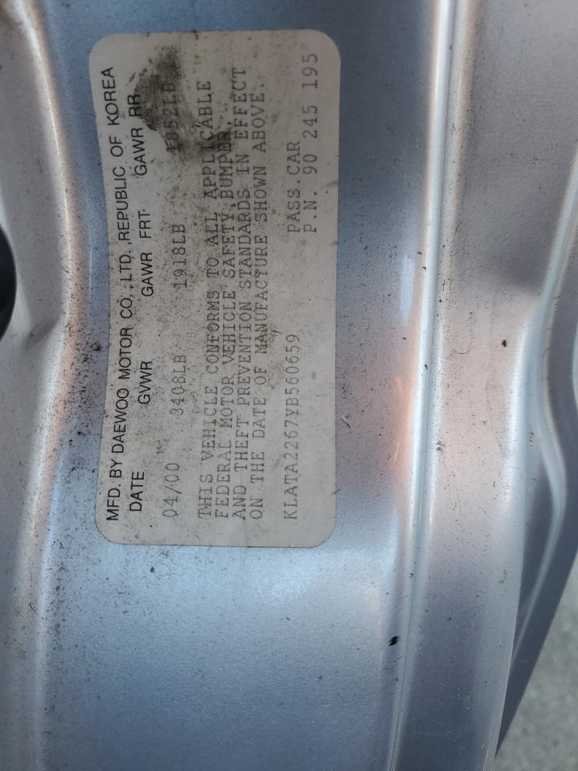 MFD. BY DAEWOO MOTOR CO., LTD. ,REPUBLIC OF KOREA
DATE GVWR GAWR FRT. GAWR RR.
04/00 3408LB 1918LB
THIS VEHICLE CONFORMS TO ALL APPLICABLE
FEDERAL MOTOR VEHICLE SAFETY,BUMPER,
AND THEFT PREVENTION STANDARDS IN EFFECT
ON THE DATE OF MANUFACTURE SHOWN ABOVE.
KLATA2267YB560659 PASS.CAR
P.N. 90 245 195